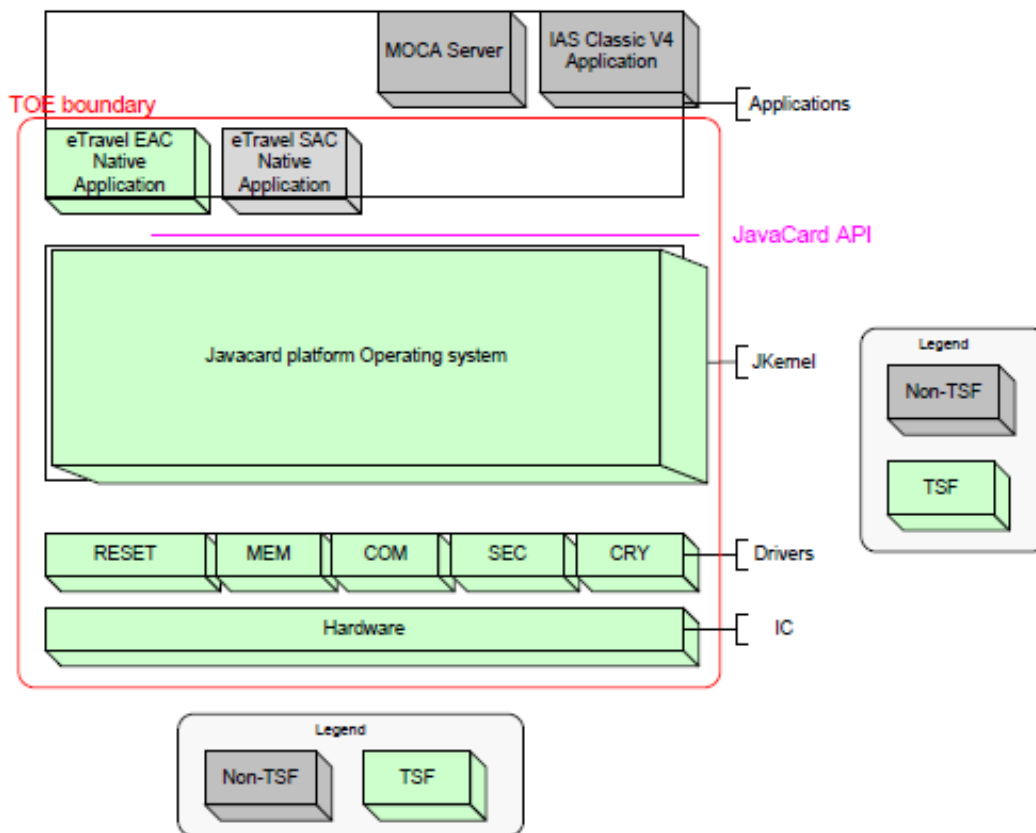 MOCA Server
IAS Classic V4
Application
TOE boundary
Applications
eTravel EAC
Native
Application
eTravel SAC
Native
Application
JavaCard API
Javacard platform Operating system
JKernel
Legend
Non-TSF
TSF
RESET
MEM
COM
SEC
CRY
Drivers
Hardware
IC
Legend
Non-TSF
TSF